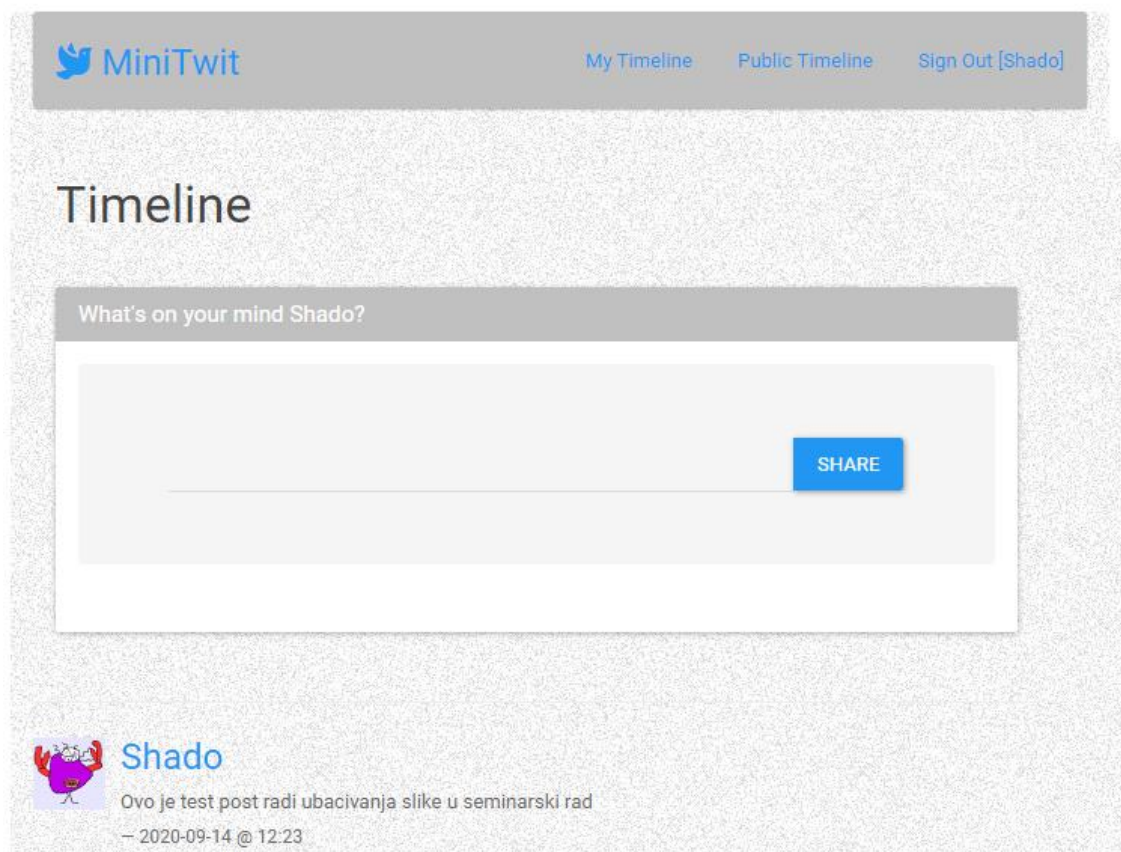 MiniTwit
My Timeline Public Timeline Sign Out [Shado]
Timeline
What's on your mind Shado?
SHARE
Shado
Ovo je test post radi ubacivanja slike u seminarski rad
— 2020-09-14 @ 12:23